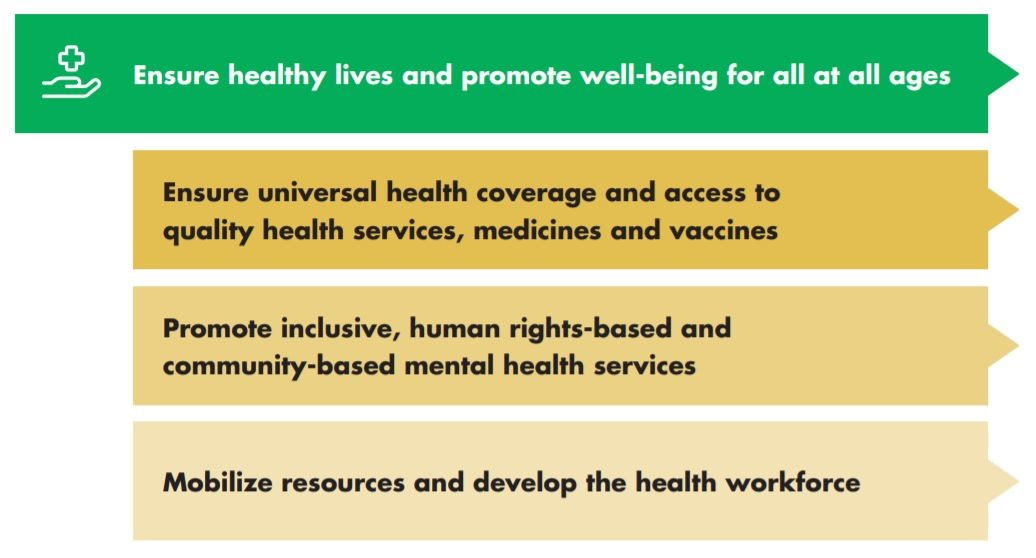 Ensure healthy lives and promote well-being for all at all ages
Ensure universal health coverage and access to
quality health services, medicines and vaccines
Promote inclusive, human rights-based and
community-based mental health services
Mobilize resources and develop the health workforce